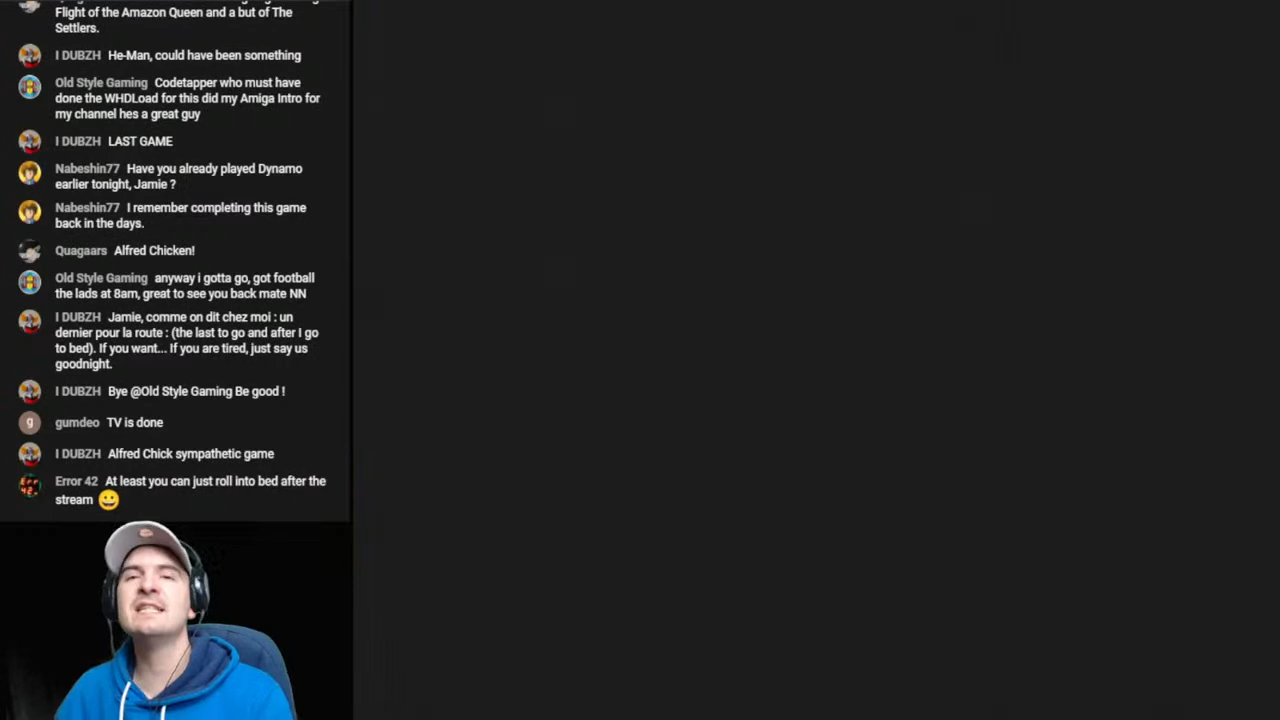 Flight of the Amazon Queen and a but of The
Settlers.
I DUBZH He-Man, could have been something
Old Style Gaming Codetapper who must have
done the WHDLoad for this did my Amiga Intro for
my channel hes a great guy
I DUBZH LAST GAME
Nabeshin77 Have you already played Dynamo
earlier tonight, Jamie ?
Nabeshin77 I remember completing this game
back in the days.
Quagaars Alfred Chicken!
Old Style Gaming anyway i gotta go, got football
the lads at 8am, great to see you back mate NN
I DUBZH Jamie, comme on dit chez moi : un
dernier pour la route : (the last to go and after I go
to bed). If you want... If you are tired, just say us
goodnight.
I DUBZH Bye @Old Style Gaming Be good !
g gumdeo TV is done
I DUBZH Alfred Chick sympathetic game
Error 42 At least you can just roll into bed after the
stream 😀